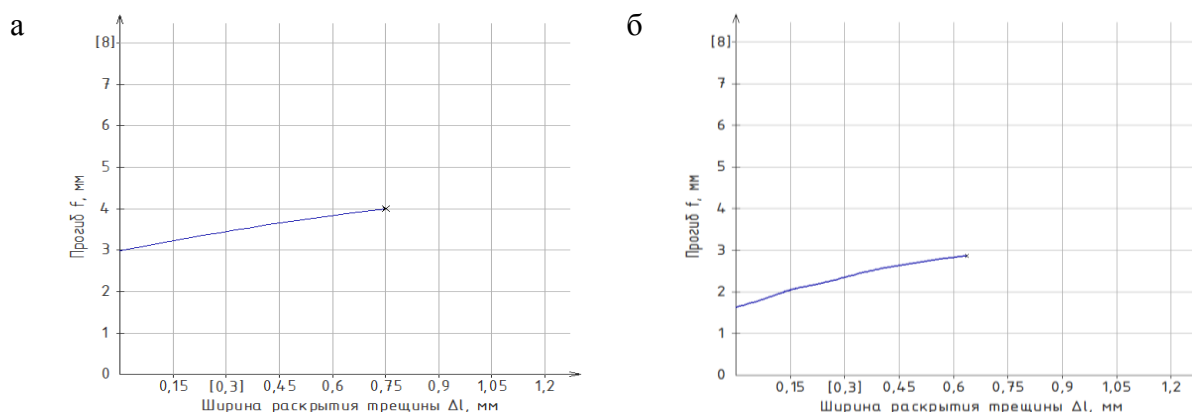 а
[8]
7
6
5
4
3
2
1
0
Прогиб f, мм
0,15 [0,3] 0,45 0,6 0,75 0,9 1,05 1,2
Ширина раскрытия трещины Δl, мм
б
[8]
7
6
5
4
3
2
1
0
Прогиб f, мм
0,15 [0,3] 0,45 0,6 0,75 0,9 1,05 1,2
Ширина раскрытия трещины Δl, мм